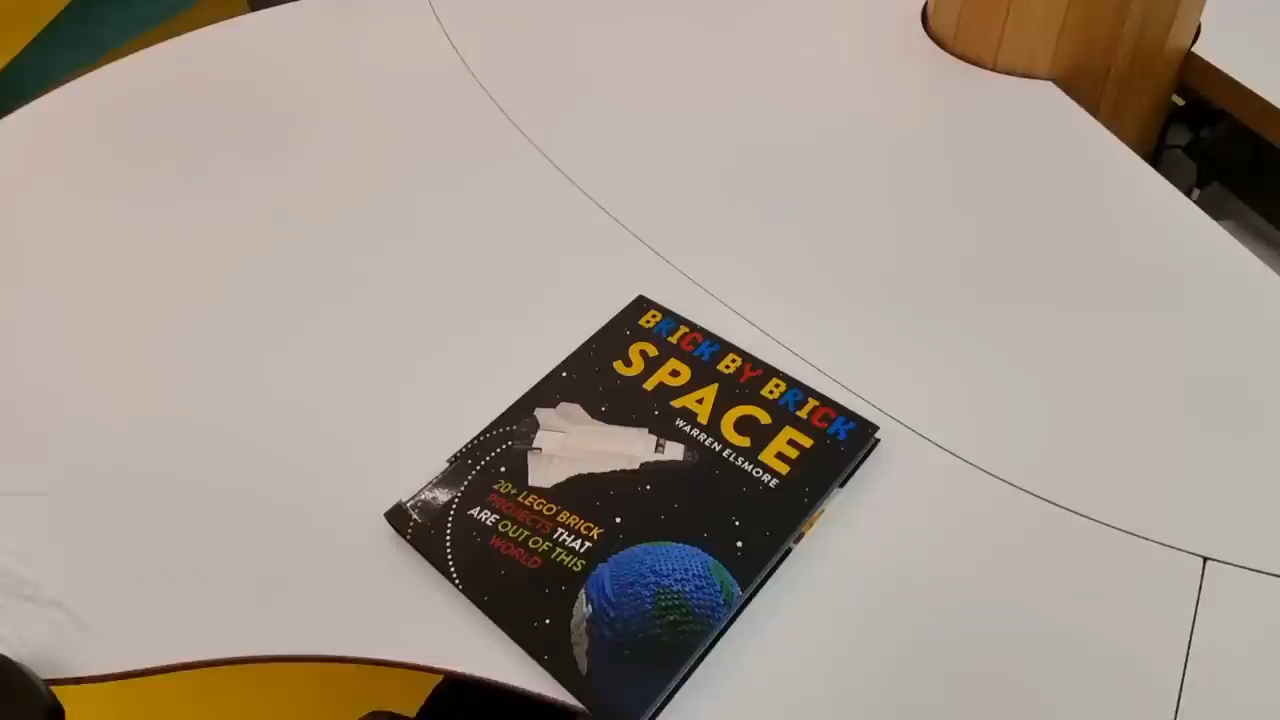 BRICK BY BRICK
SPACE
WARREN ELSMORE
20+ LEGO® BRICK
PROJECTS THAT
ARE OUT OF THIS
WORLD